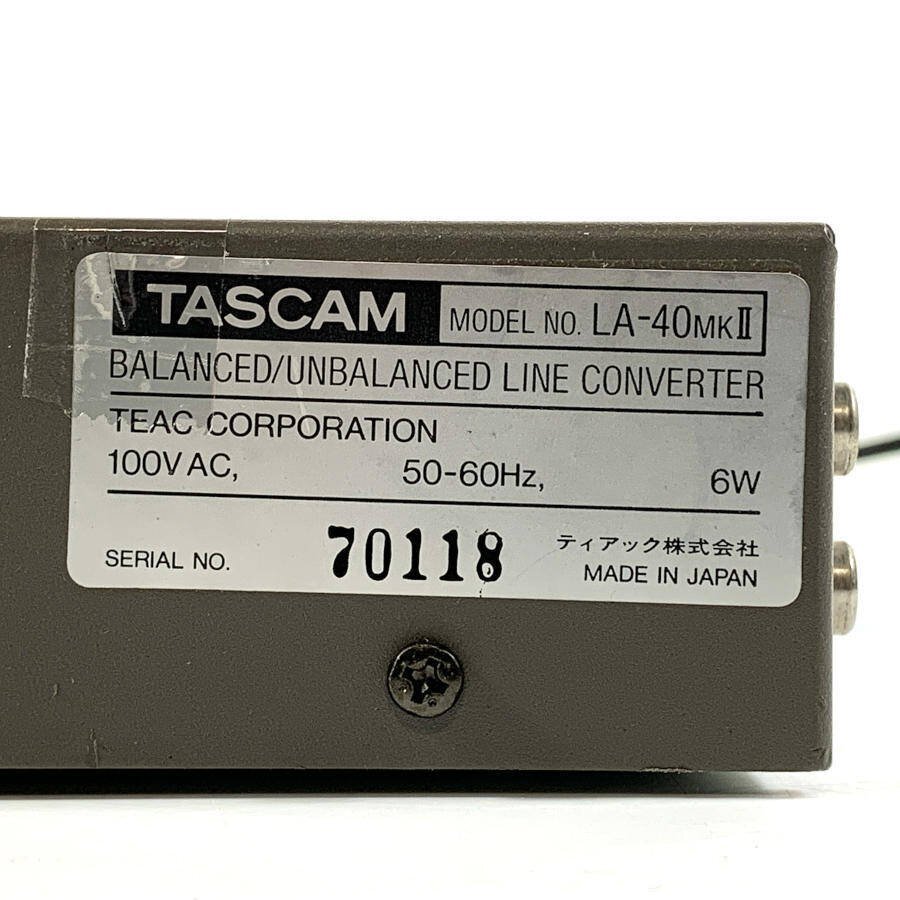 TASCAM MODEL NO. LA-40MKⅡ
BALANCED/UNBALANCED LINE CONVERTER
TEAC CORPORATION
100V AC, 50-60Hz, 6W
SERIAL NO. 70118 ティアック株式会社
MADE IN JAPAN